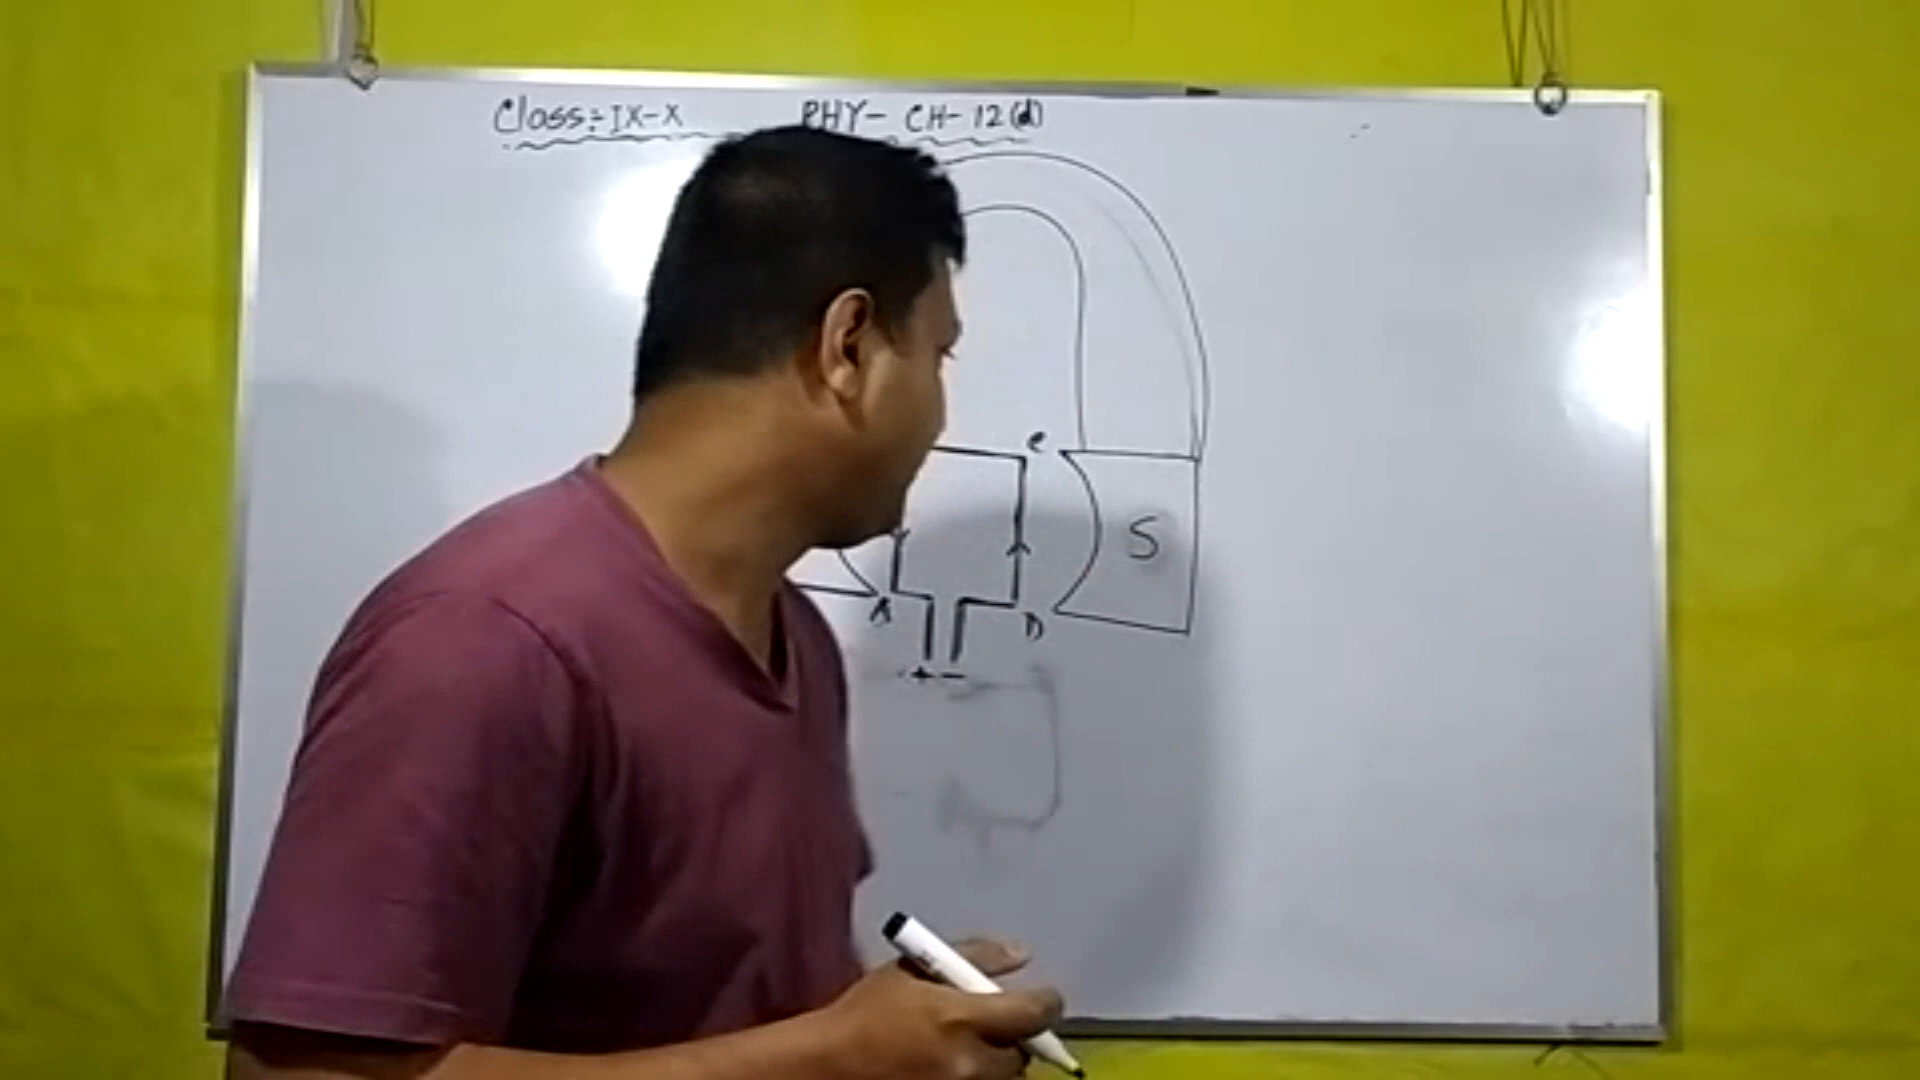 Class:- IX-X PHY- CH- 12(d)
C
S
A D
+ -